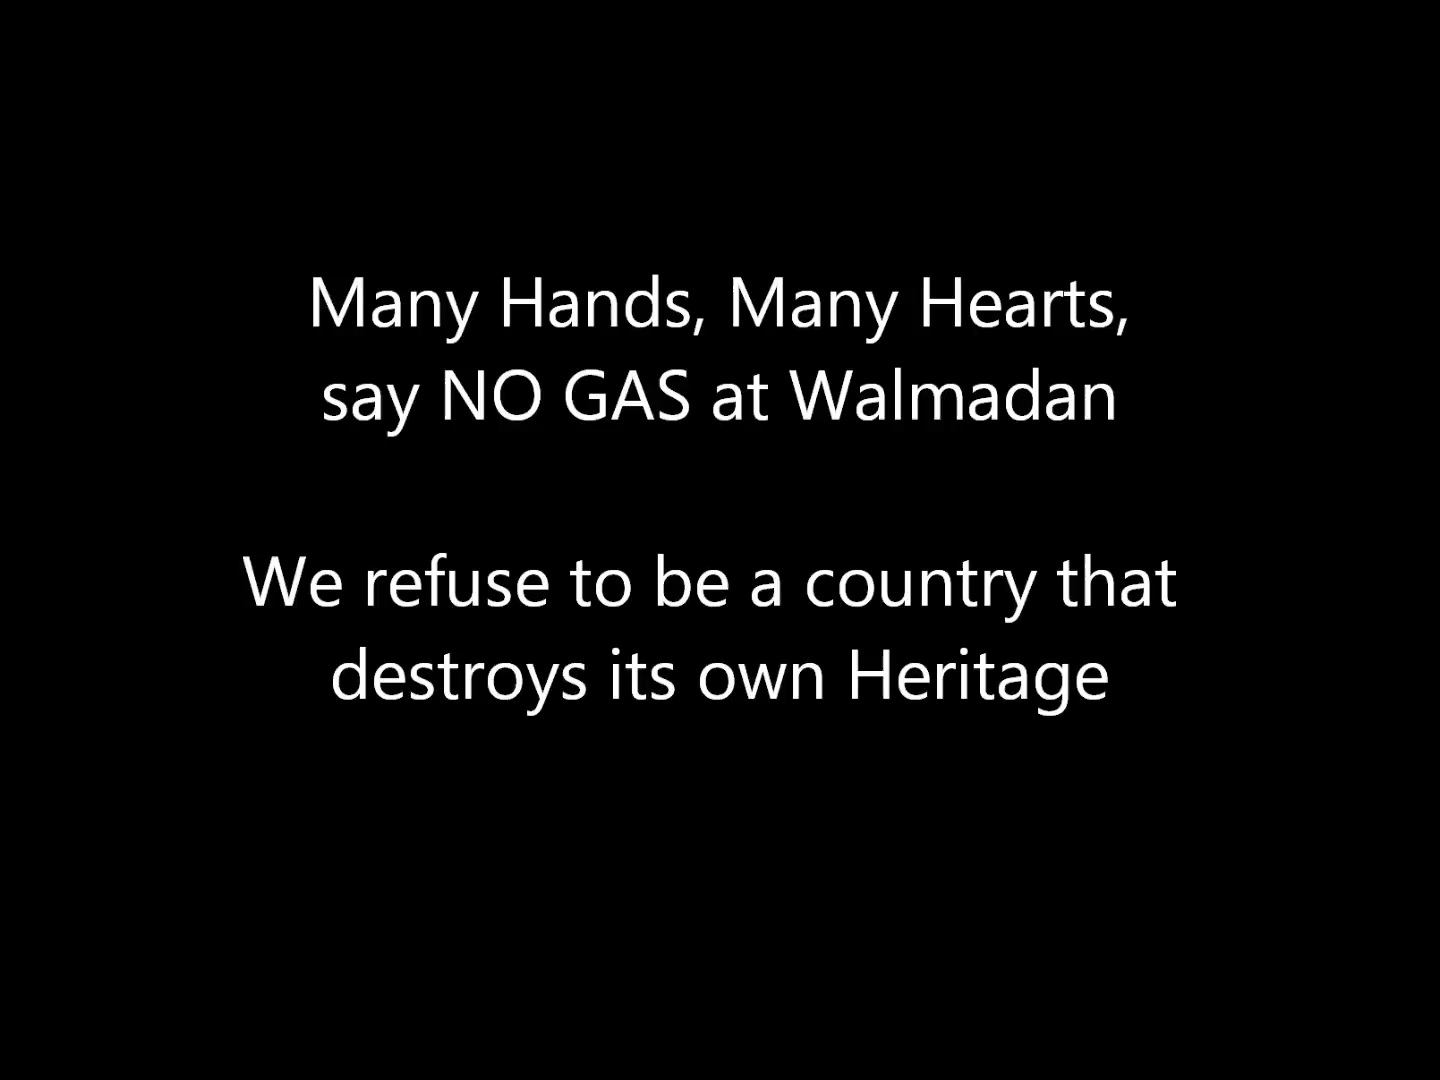 Many Hands, Many Hearts,
say NO GAS at Walmadan
We refuse to be a country that
destroys its own Heritage